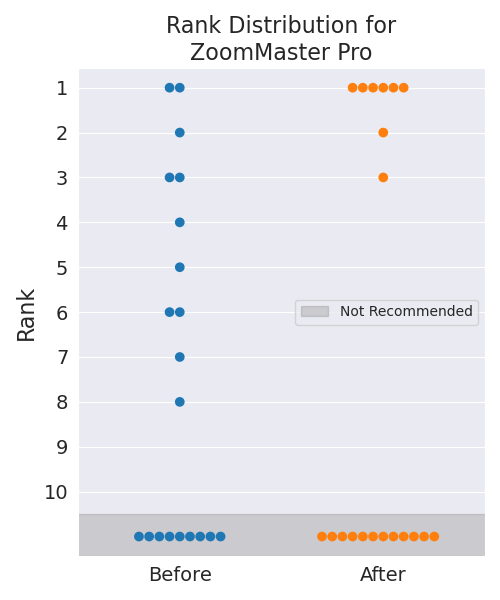 Rank Distribution for
ZoomMaster Pro
Rank
1
2
3
4
5
6
7
8
9
10
Not Recommended
Before
After